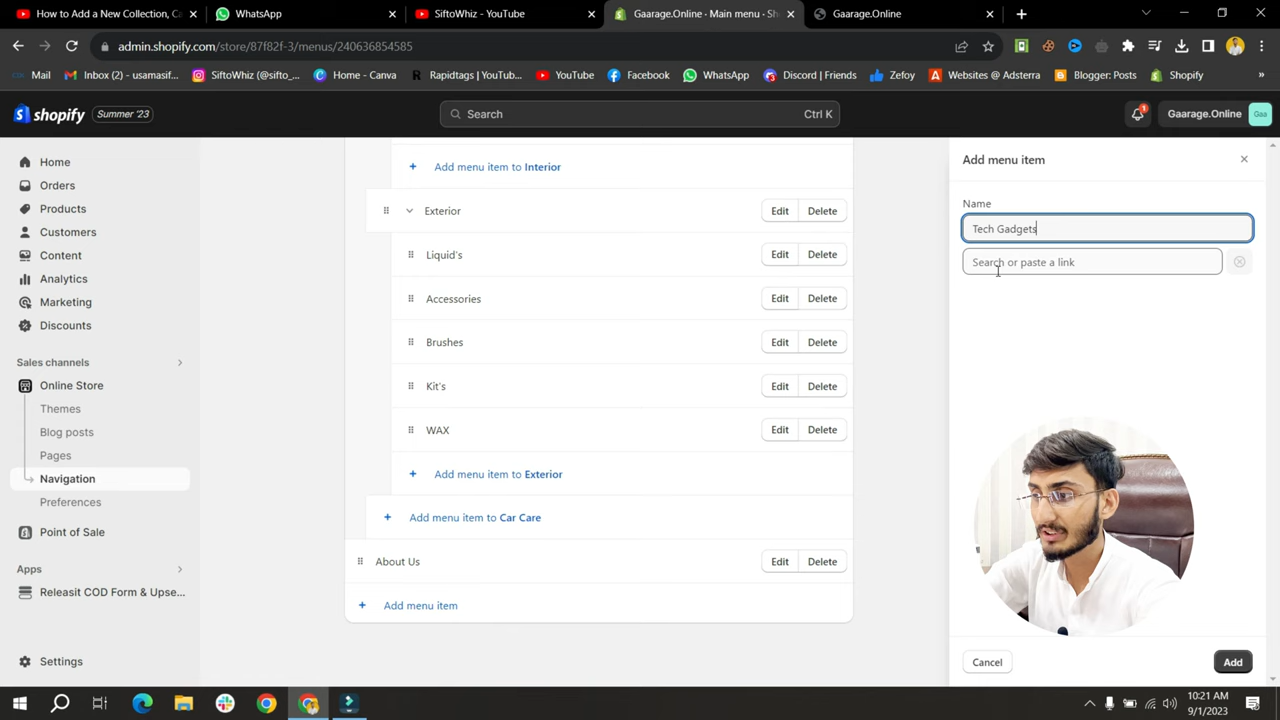 How to Add a New Collection, Ca
WhatsApp
SiftoWhiz - YouTube
Gaarage.Online - Main menu - Sh
Gaarage.Online
admin.shopify.com/store/87f82f-3/menus/240636854585
Mail
Inbox (2) - usamasif...
Instagram (@sifto_...
Home - Canva
Rapidtags | YouTub...
YouTube
Facebook
WhatsApp
Discord | Friends
Zefoy
Websites @ Adsterra
Blogger: Posts
Shopify
»
shopify
Summer '23
Search
Ctrl K
1
Gaarage.Online
Gaa
Home
Orders
Products
Customers
Content
Analytics
Marketing
Discounts
Sales channels
Online Store
Themes
Blog posts
Pages
Navigation
Preferences
Point of Sale
Apps
Releasit COD Form & Upse...
Settings
Add menu item to Interior
Exterior
Edit
Delete
Liquid's
Edit
Delete
Accessories
Edit
Delete
Brushes
Edit
Delete
Kit's
Edit
Delete
WAX
Edit
Delete
Add menu item to Exterior
Add menu item to Car Care
About Us
Edit
Delete
Add menu item
Add menu item
Name
Tech Gadgets
Search or paste a link
Cancel
Add
10:21 AM
9/1/2023